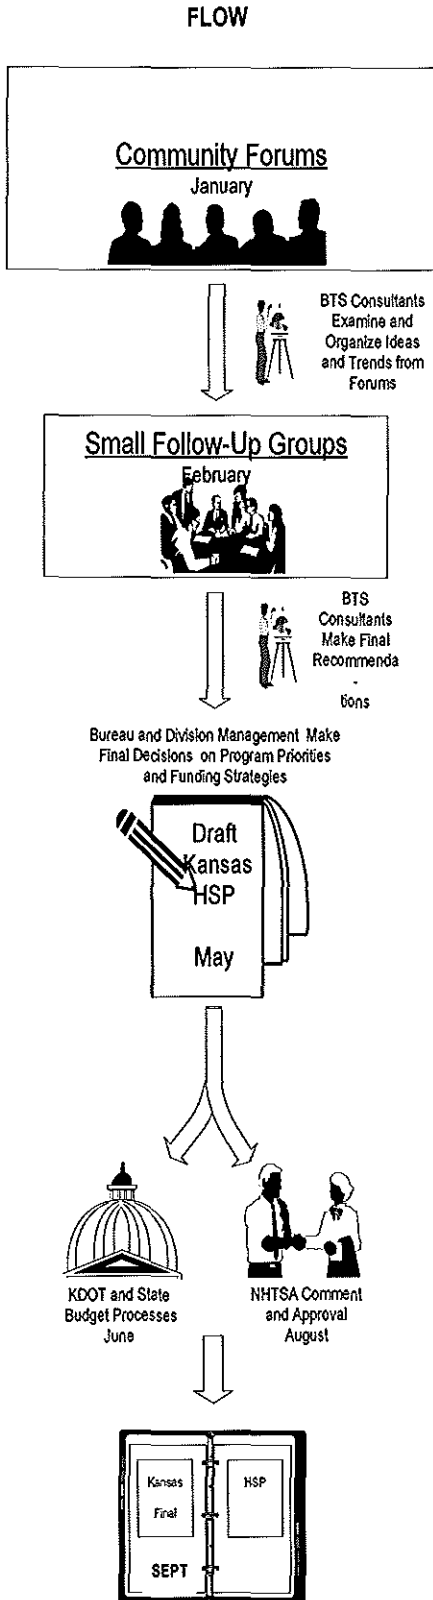 FLOW
Community Forums
January
BTS Consultants
Examine and
Organize Ideas
and Trends from
Forums
Small Follow-Up Groups
February
BTS
Consultants
Make Final
Recommenda
-
tions
Bureau and Division Management Make
Final Decisions on Program Priorities
and Funding Strategies
Draft
Kansas
HSP
May
KDOT and State
Budget Processes
June
NHTSA Comment
and Approval
August
Kansas
Final
SEPT
HSP